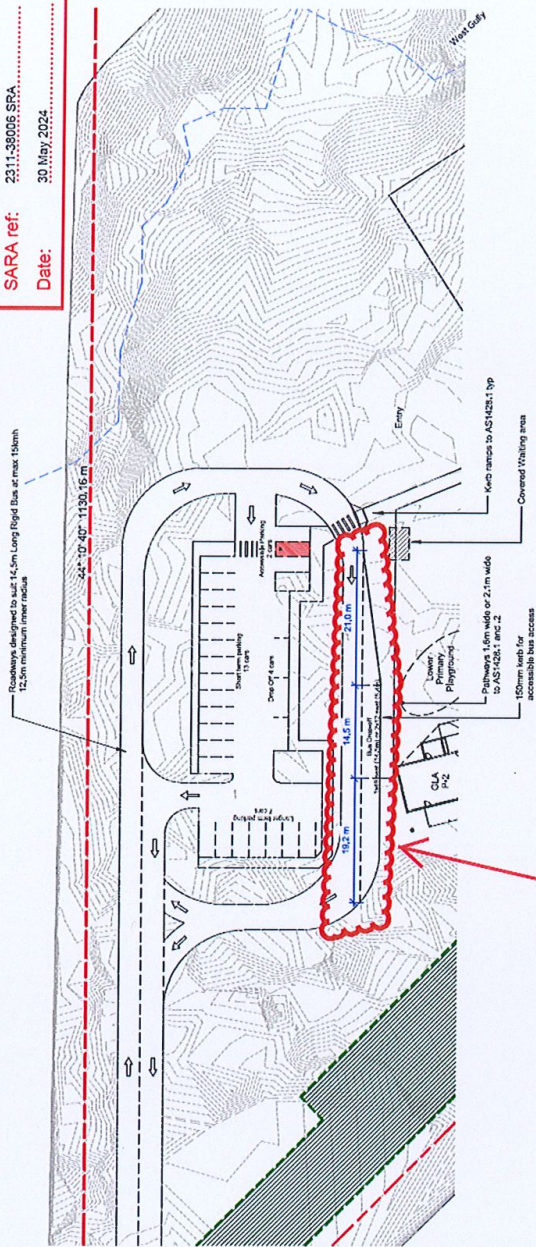 SARA ref: 2311-38006 SRA
Date: 30 May 2024
West Gully
Roadways designed to suit 14,5m Long Rigid Bus at max 15kmh
12,5m minimum inner radius
44° 10' 40" 1130,16 m
Accessible Parking
2 cars
Short term parking
13 cars
Drop Off 4 cars
Longer term parking
7 cars
21,0 m
14,5 m
19,2 m
Bus Dropoff
Entry
Kerb ramps to AS1428.1 typ
Covered Waiting area
Lower
Primary
Playground
Pathways 1.6m wide or 2.1m wide
to AS1428.1 and .2
150mm kerb for
accessible bus access
GLA
P-2